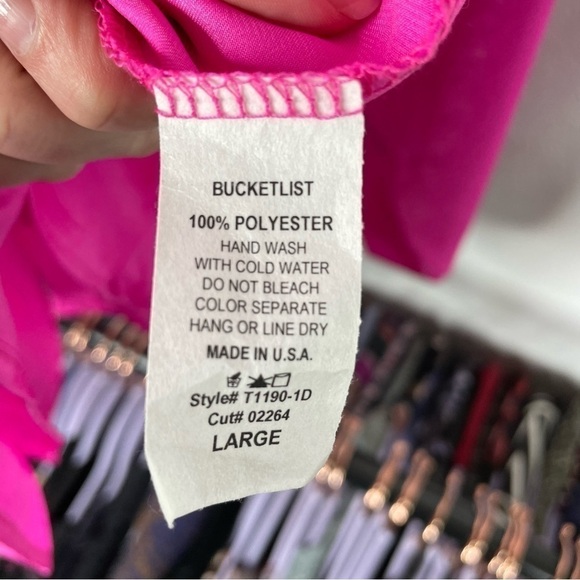 BUCKETLIST
100% POLYESTER
HAND WASH
WITH COLD WATER
DO NOT BLEACH
COLOR SEPARATE
HANG OR LINE DRY
MADE IN U.S.A.
Style# T1190-1D
Cut# 02264
LARGE